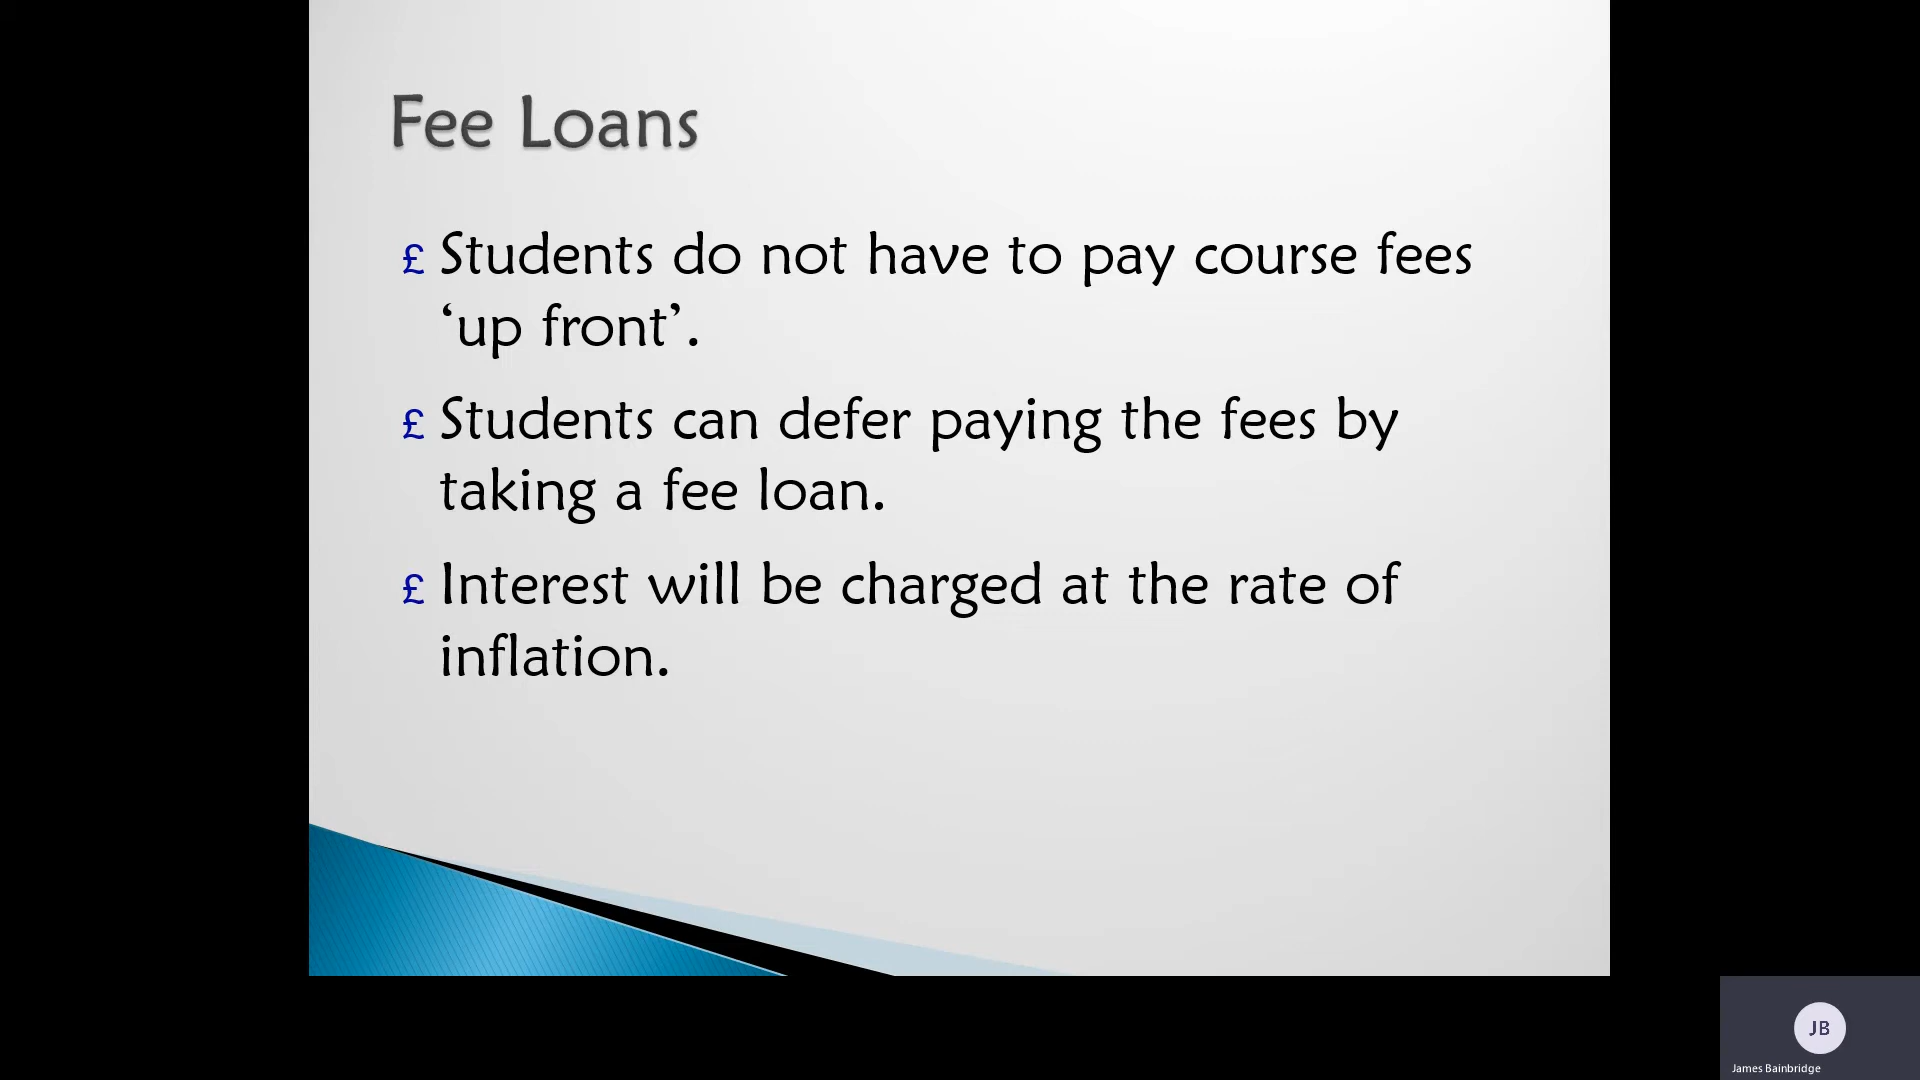 Fee Loans
£ Students do not have to pay course fees
‘up front’.
£ Students can defer paying the fees by
taking a fee loan.
£ Interest will be charged at the rate of
inflation.
JB
James Bainbridge